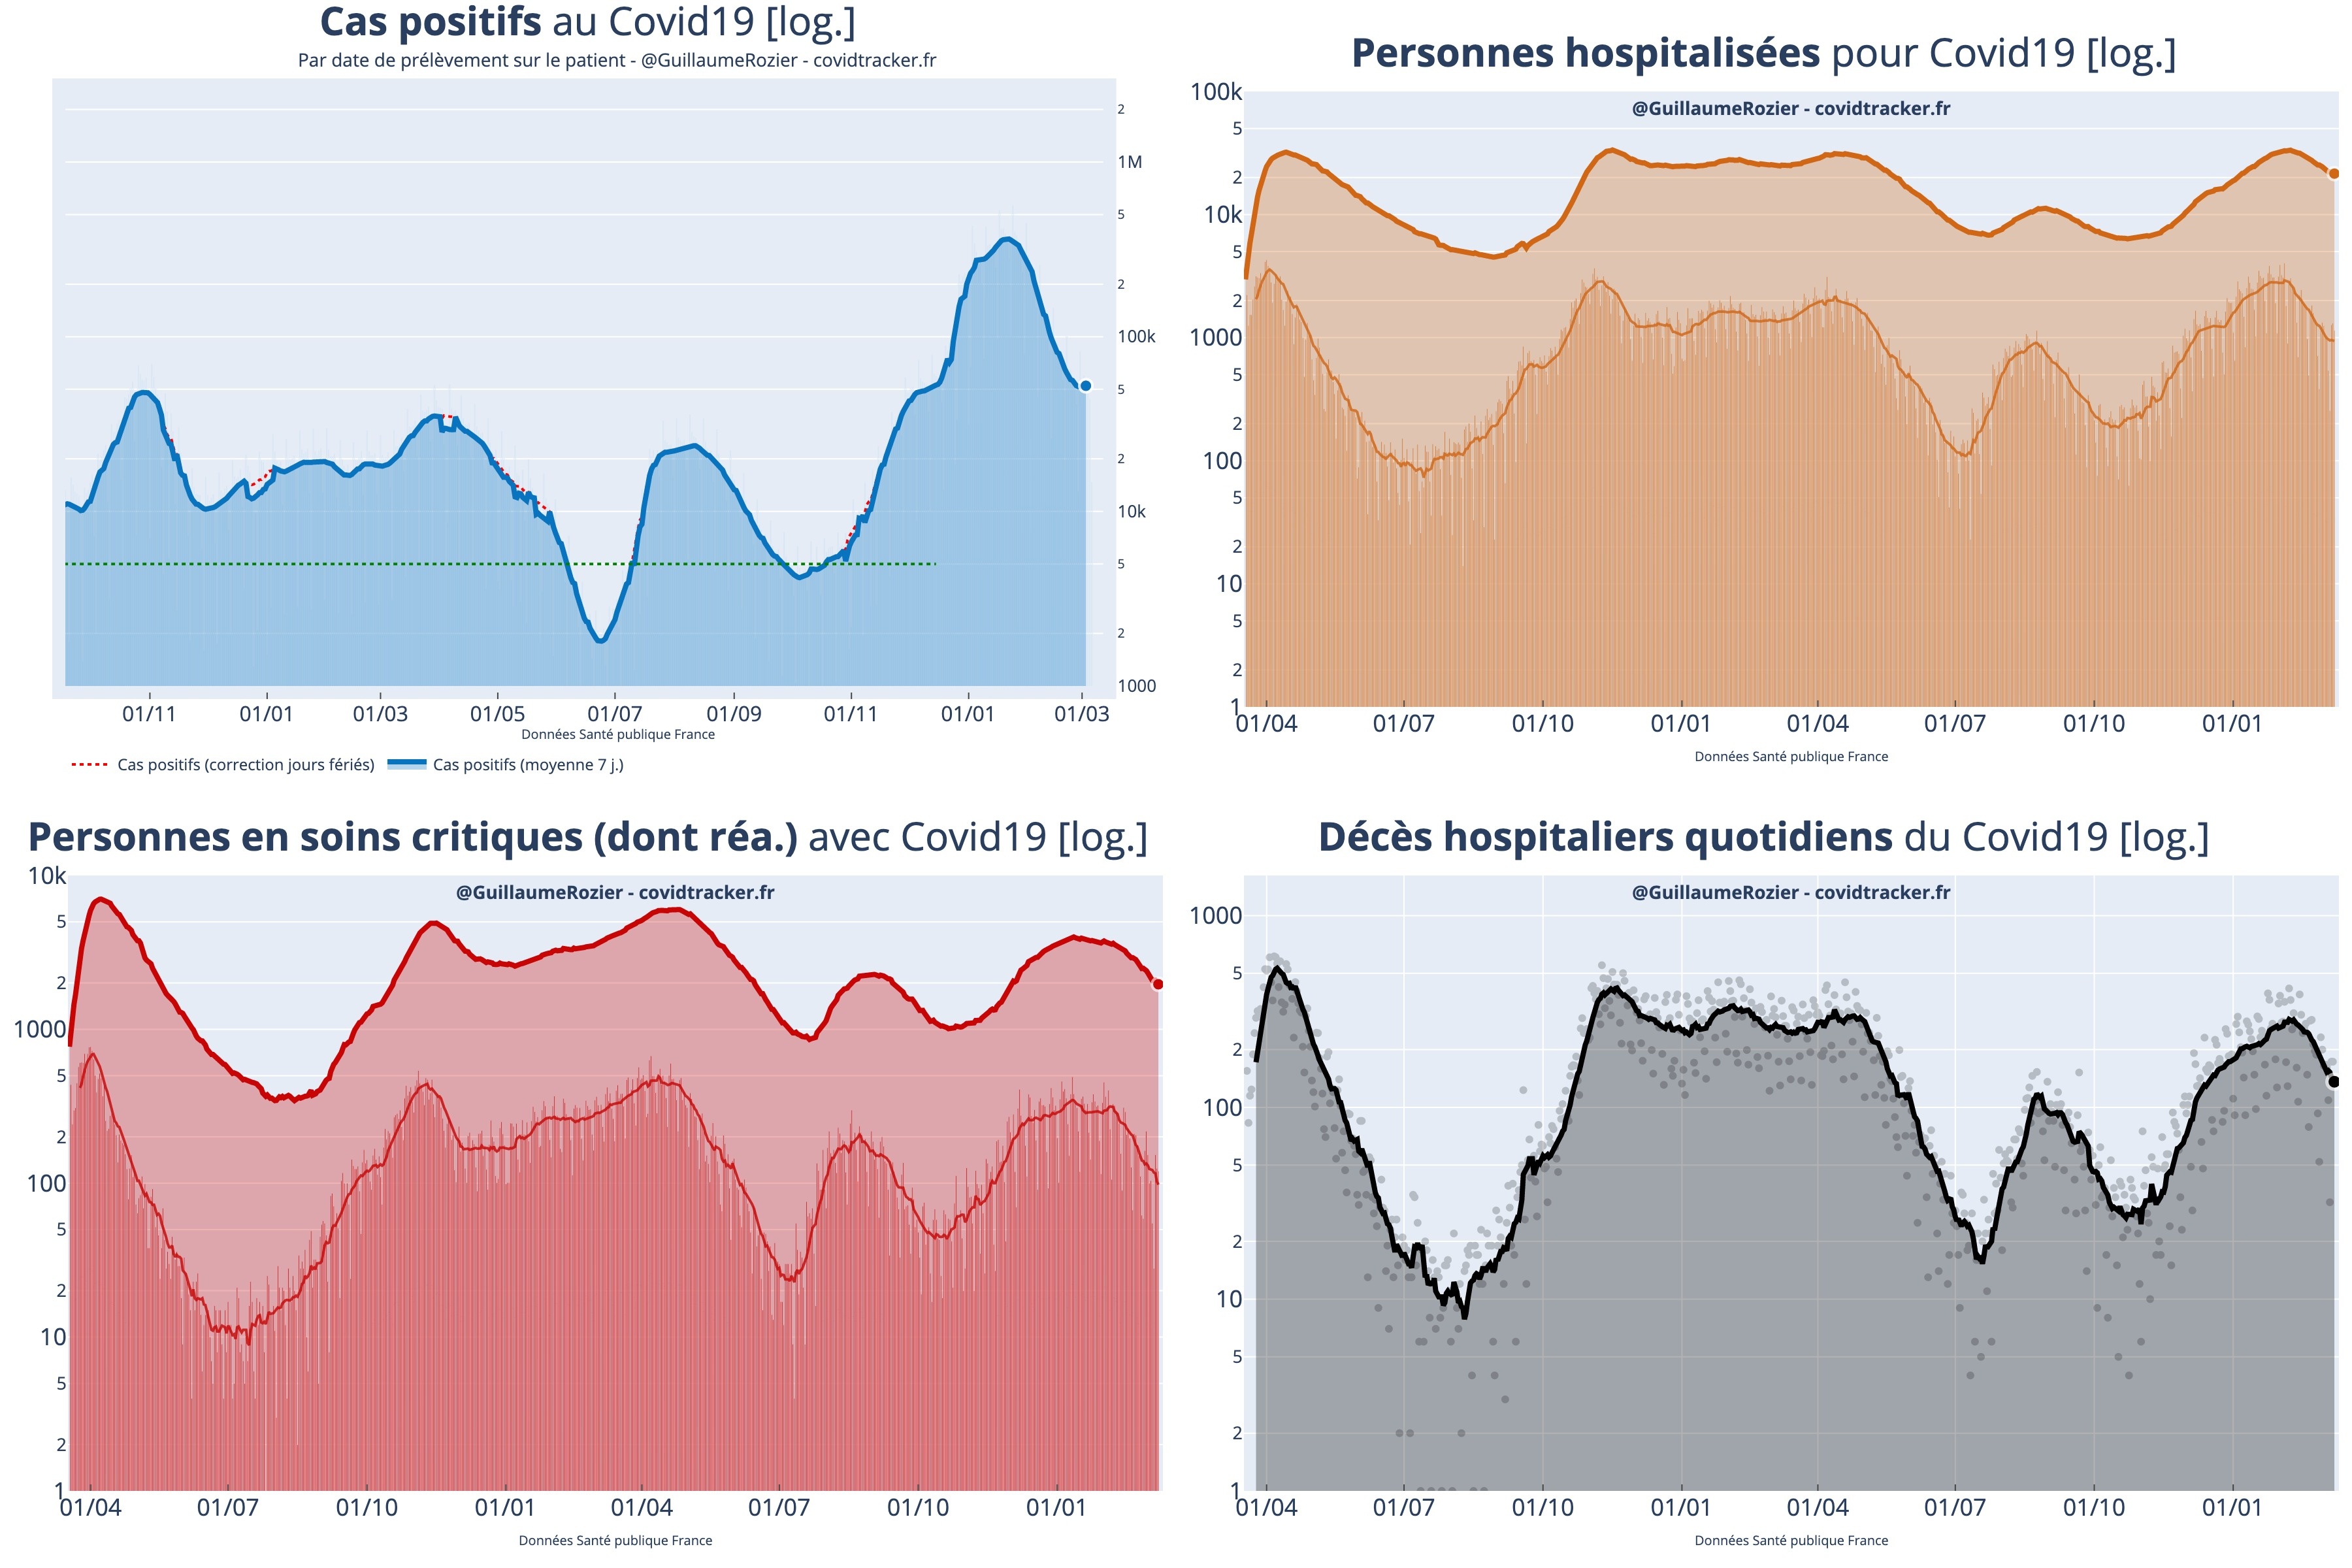 Cas positifs au Covid19 [log.]
Par date de prélèvement sur le patient - @GuillaumeRozier - covidtracker.fr
2
1M
5
2
100k
5
2
10k
5
2
1000
01/11 01/01 01/03 01/05 01/07 01/09 01/11 01/01 01/03
Données Santé publique France
Cas positifs (correction jours fériés) Cas positifs (moyenne 7 j.)
Personnes hospitalisées pour Covid19 [log.]
@GuillaumeRozier - covidtracker.fr
100k
5
2
10k
5
2
1000
5
2
100
5
2
10
5
2
1
01/04 01/07 01/10 01/01 01/04 01/07 01/10 01/01
Données Santé publique France
Personnes en soins critiques (dont réa.) avec Covid19 [log.]
@GuillaumeRozier - covidtracker.fr
10k
5
2
1000
5
2
100
5
2
10
5
2
1
01/04 01/07 01/10 01/01 01/04 01/07 01/10 01/01
Données Santé publique France
Décès hospitaliers quotidiens du Covid19 [log.]
@GuillaumeRozier - covidtracker.fr
1000
5
2
100
5
2
10
5
2
1
01/04 01/07 01/10 01/01 01/04 01/07 01/10 01/01
Données Santé publique France